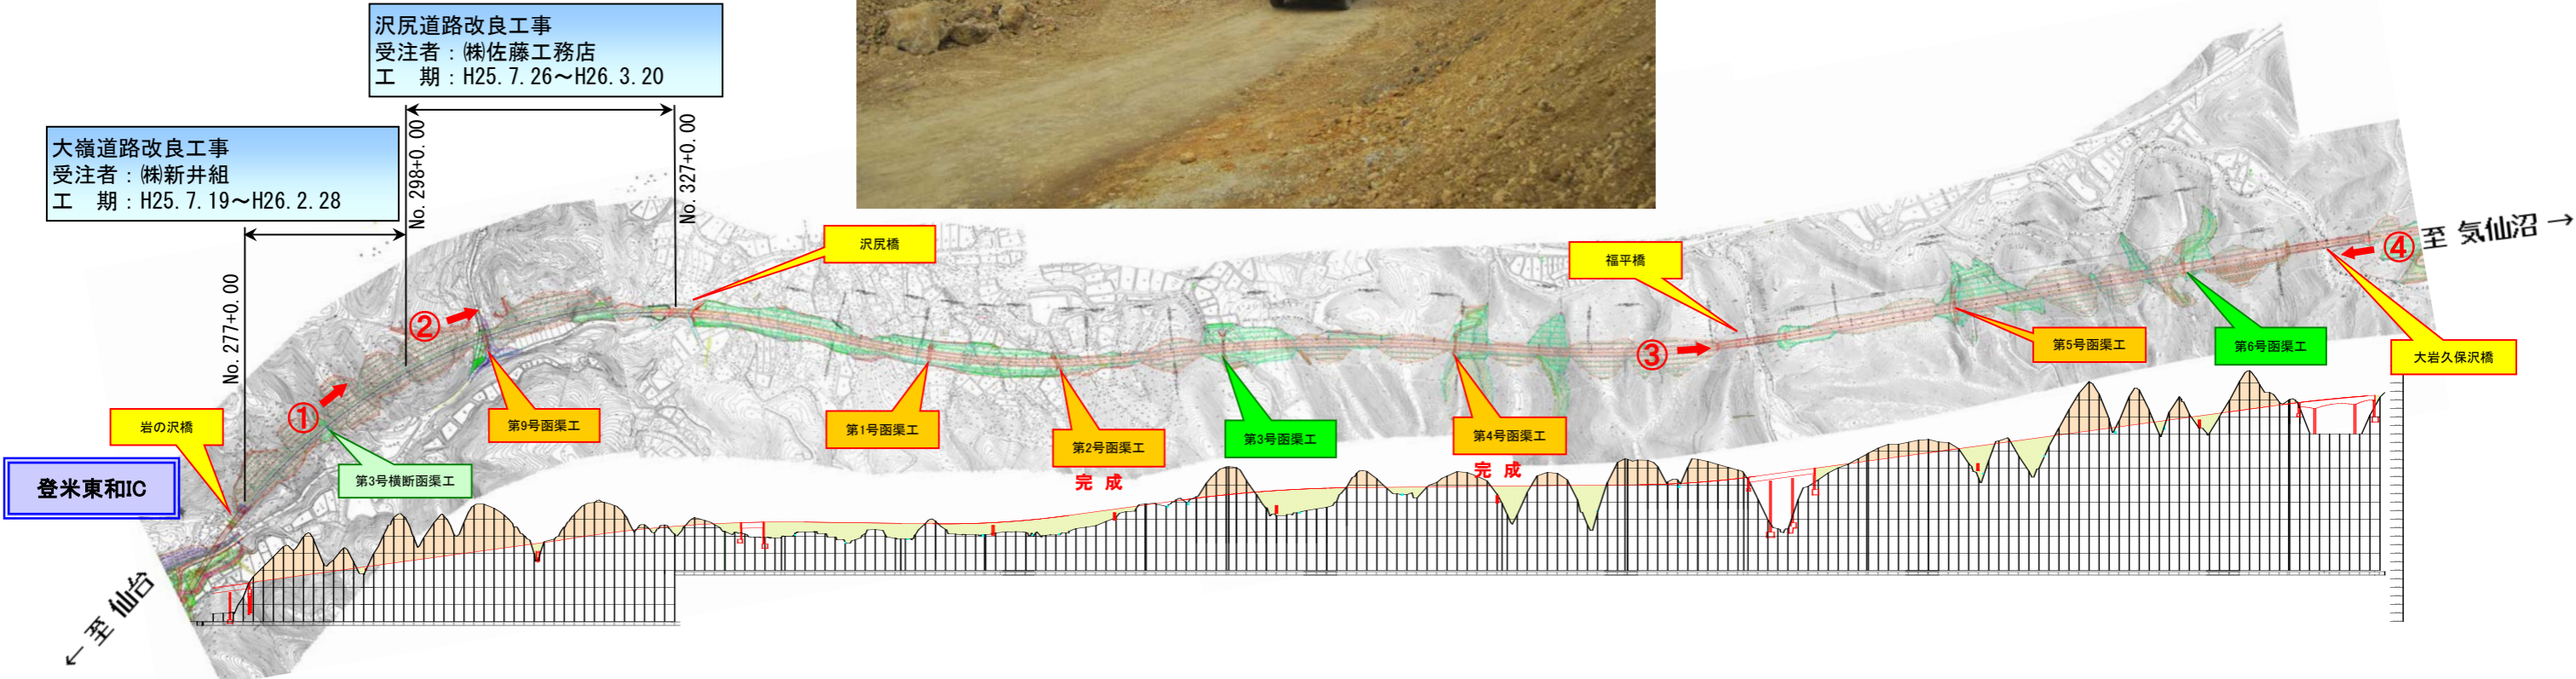 沢尻道路改良工事
受注者：㈱佐藤工務店
工　期：H25.7.26～H26.3.20
大嶺道路改良工事
受注者：㈱新井組
工　期：H25.7.19～H26.2.28
No.277+0.00
No.298+0.00
No.327+0.00
沢尻橋
福平橋
至 気仙沼 →
④
②
①
③
岩の沢橋
第9号函渠工
第3号横断函渠工
第1号函渠工
第2号函渠工
完 成
第3号函渠工
第4号函渠工
完 成
第5号函渠工
第6号函渠工
大岩久保沢橋
登米東和IC
← 至 仙台